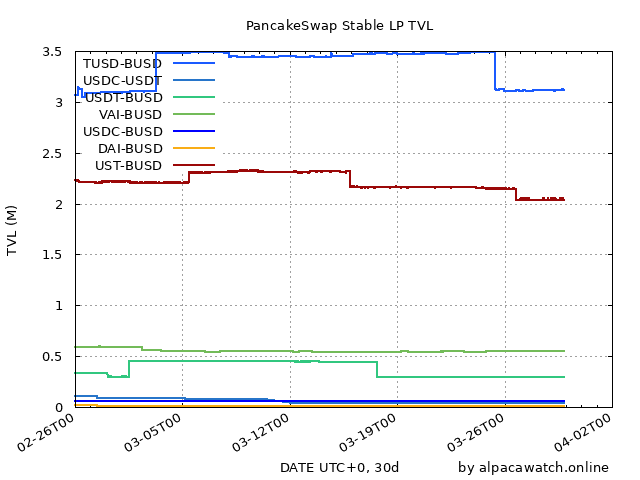 PancakeSwap Stable LP TVL
TVL (M)
3.5
3
2.5
2
1.5
1
0.5
0
TUSD-BUSD
USDC-USDT
USDT-BUSD
VAI-BUSD
USDC-BUSD
DAI-BUSD
UST-BUSD
02-26T00
03-05T00
03-12T00
03-19T00
03-26T00
04-02T00
DATE UTC+0, 30d
by alpacawatch.online